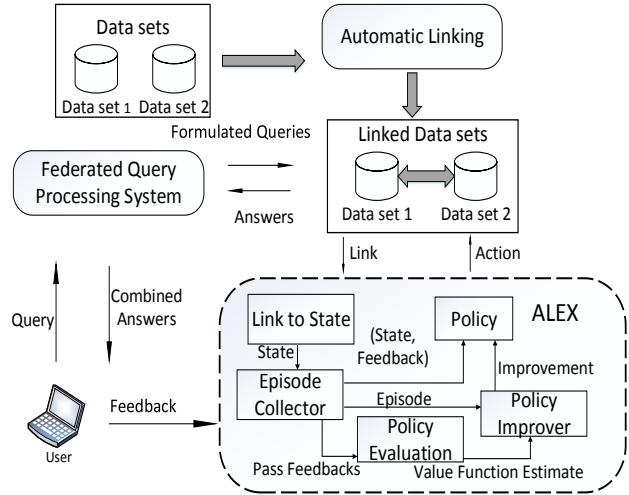 Data sets
Data set 1
Data set 2
Automatic Linking
Formulated Queries
Linked Data sets
Data set 1
Data set 2
Federated Query
Processing System
Answers
Link
Action
Query
Combined
Answers
Link to State
State
(State,
Feedback)
Policy
ALEX
Episode
Collector
Improvement
Feedback
Episode
Policy
Improver
Policy
Evaluation
User
Pass Feedbacks
Value Function Estimate